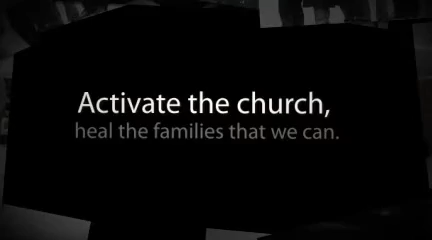 Activate the church,
heal the families that we can.